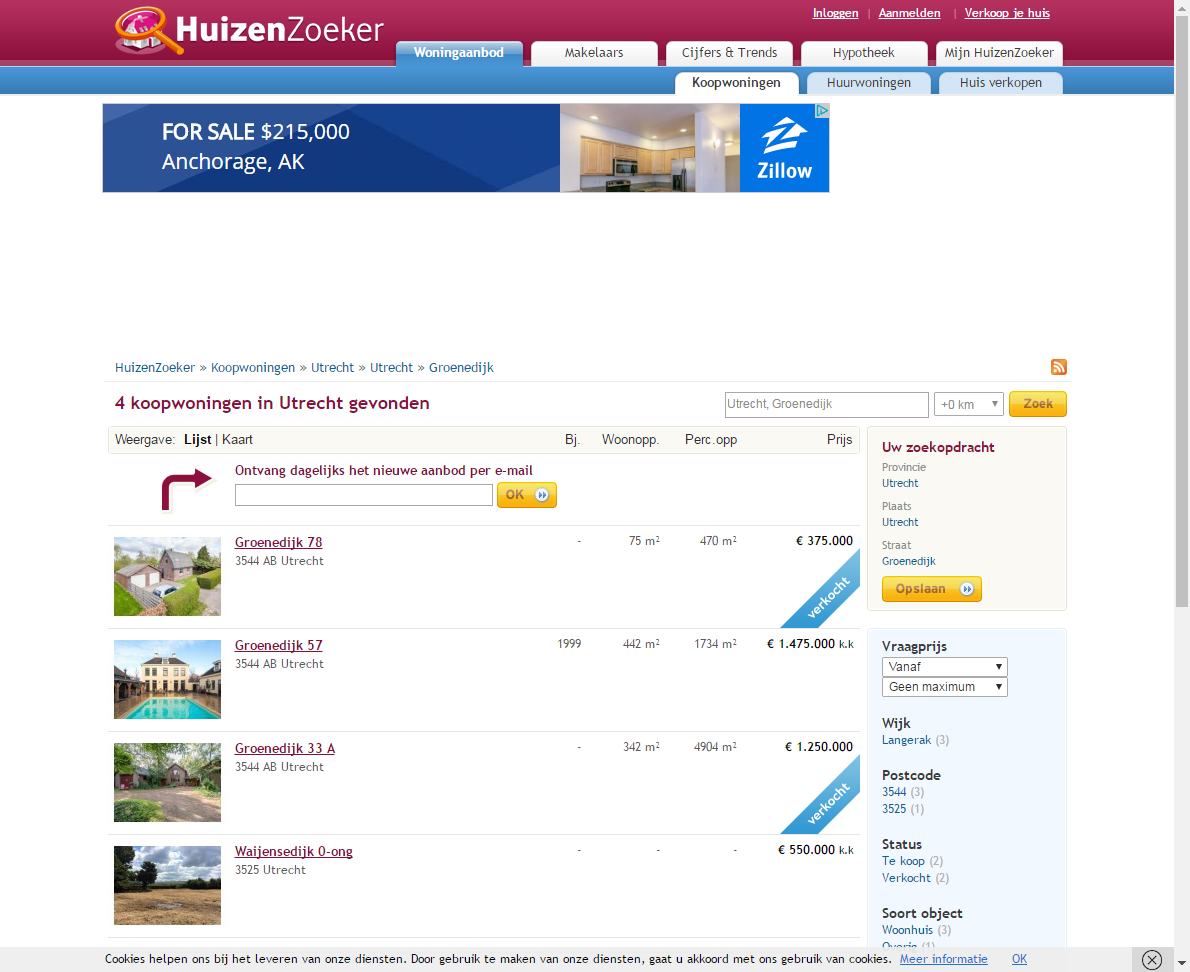 HuizenZoeker
Inloggen | Aanmelden | Verkoop je huis
Woningaanbod Makelaars Cijfers & Trends Hypotheek Mijn HuizenZoeker
Koopwoningen Huurwoningen Huis verkopen
FOR SALE $215,000
Anchorage, AK
Zillow
HuizenZoeker » Koopwoningen » Utrecht » Utrecht » Groenedijk
4 koopwoningen in Utrecht gevonden
Utrecht, Groenedijk +0 km Zoek
Weergave: Lijst | Kaart Bj. Woonopp. Perc.opp Prijs
Ontvang dagelijks het nieuwe aanbod per e-mail
OK
Groenedijk 78 - 75 m² 470 m² € 375.000
3544 AB Utrecht
verkocht
Groenedijk 57 1999 442 m² 1734 m² € 1.475.000 k.k
3544 AB Utrecht
Groenedijk 33 A - 342 m² 4904 m² € 1.250.000
3544 AB Utrecht
verkocht
Waijensedijk 0-ong - - - € 550.000 k.k
3525 Utrecht
Uw zoekopdracht
Provincie
Utrecht
Plaats
Utrecht
Straat
Groenedijk
Opslaan
Vraagprijs
Vanaf
Geen maximum
Wijk
Langerak (3)
Postcode
3544 (3)
3525 (1)
Status
Te koop (2)
Verkocht (2)
Soort object
Woonhuis (3)
Overig (1)
Cookies helpen ons bij het leveren van onze diensten. Door gebruik te maken van onze diensten, gaat u akkoord met ons gebruik van cookies. Meer informatie OK